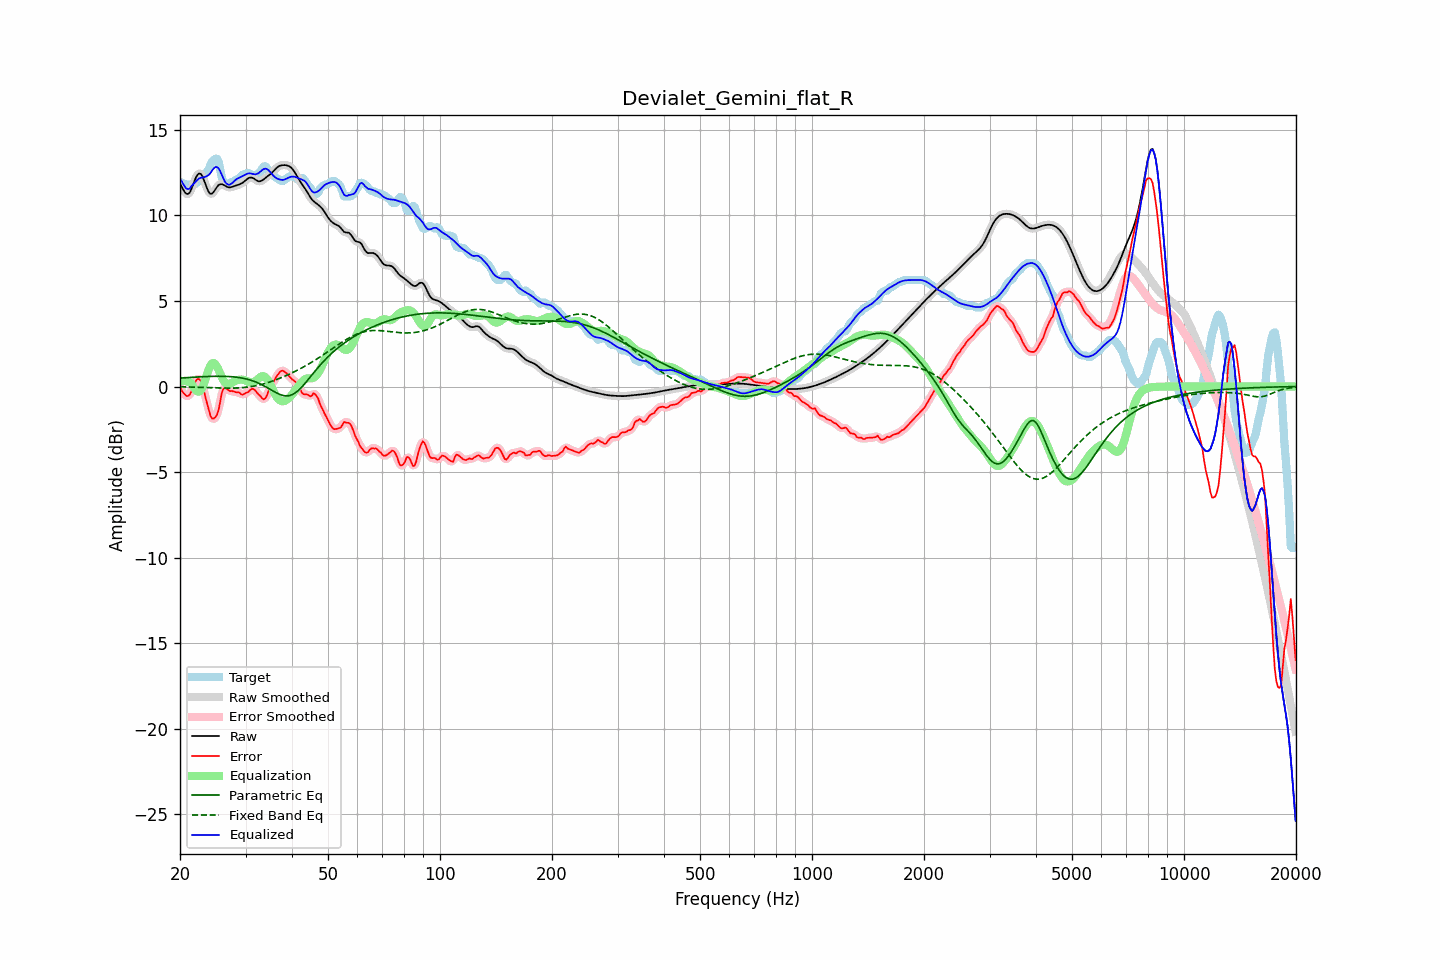 Devialet_Gemini_flat_R
15
10
5
0
−5
−10
−15
−20
−25
Amplitude (dBr)
Target
Raw Smoothed
Error Smoothed
Raw
Error
Equalization
Parametric Eq
Fixed Band Eq
Equalized
20 50 100 200 500 1000 2000 5000 10000 20000
Frequency (Hz)